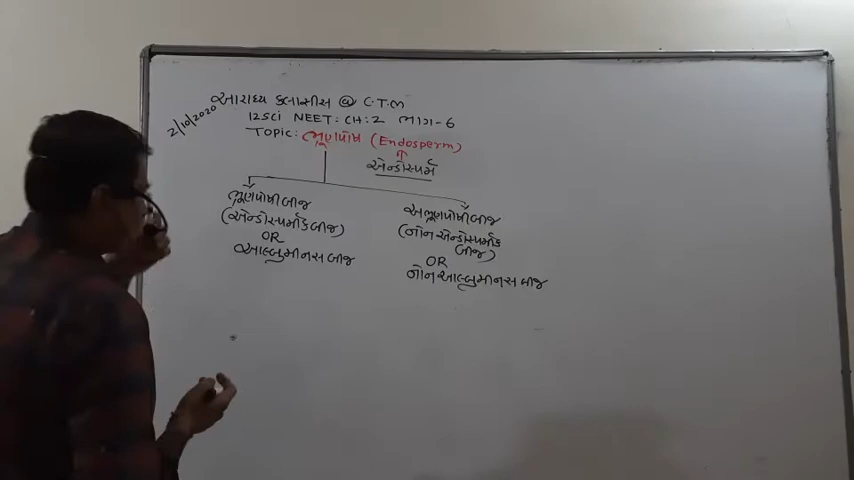 આરાધ્ય ક્લાસીસ @ C.T.M
2/10/2020
12SCI NEET: CH:2 ભાગ-6
TOPIC: ભ્રૂણપોષ (Endosperm)
એન્ડોસ્પર્મ
ભ્રૂણપોષીબીજ
(એન્ડોસ્પર્મીક બીજ)
OR
આલ્બુમીનસ બીજ
અભ્રૂણપોષીબીજ
(નોન એન્ડોસ્પર્મીક
બીજ)
OR
નોન આલ્બુમીનસ બીજ